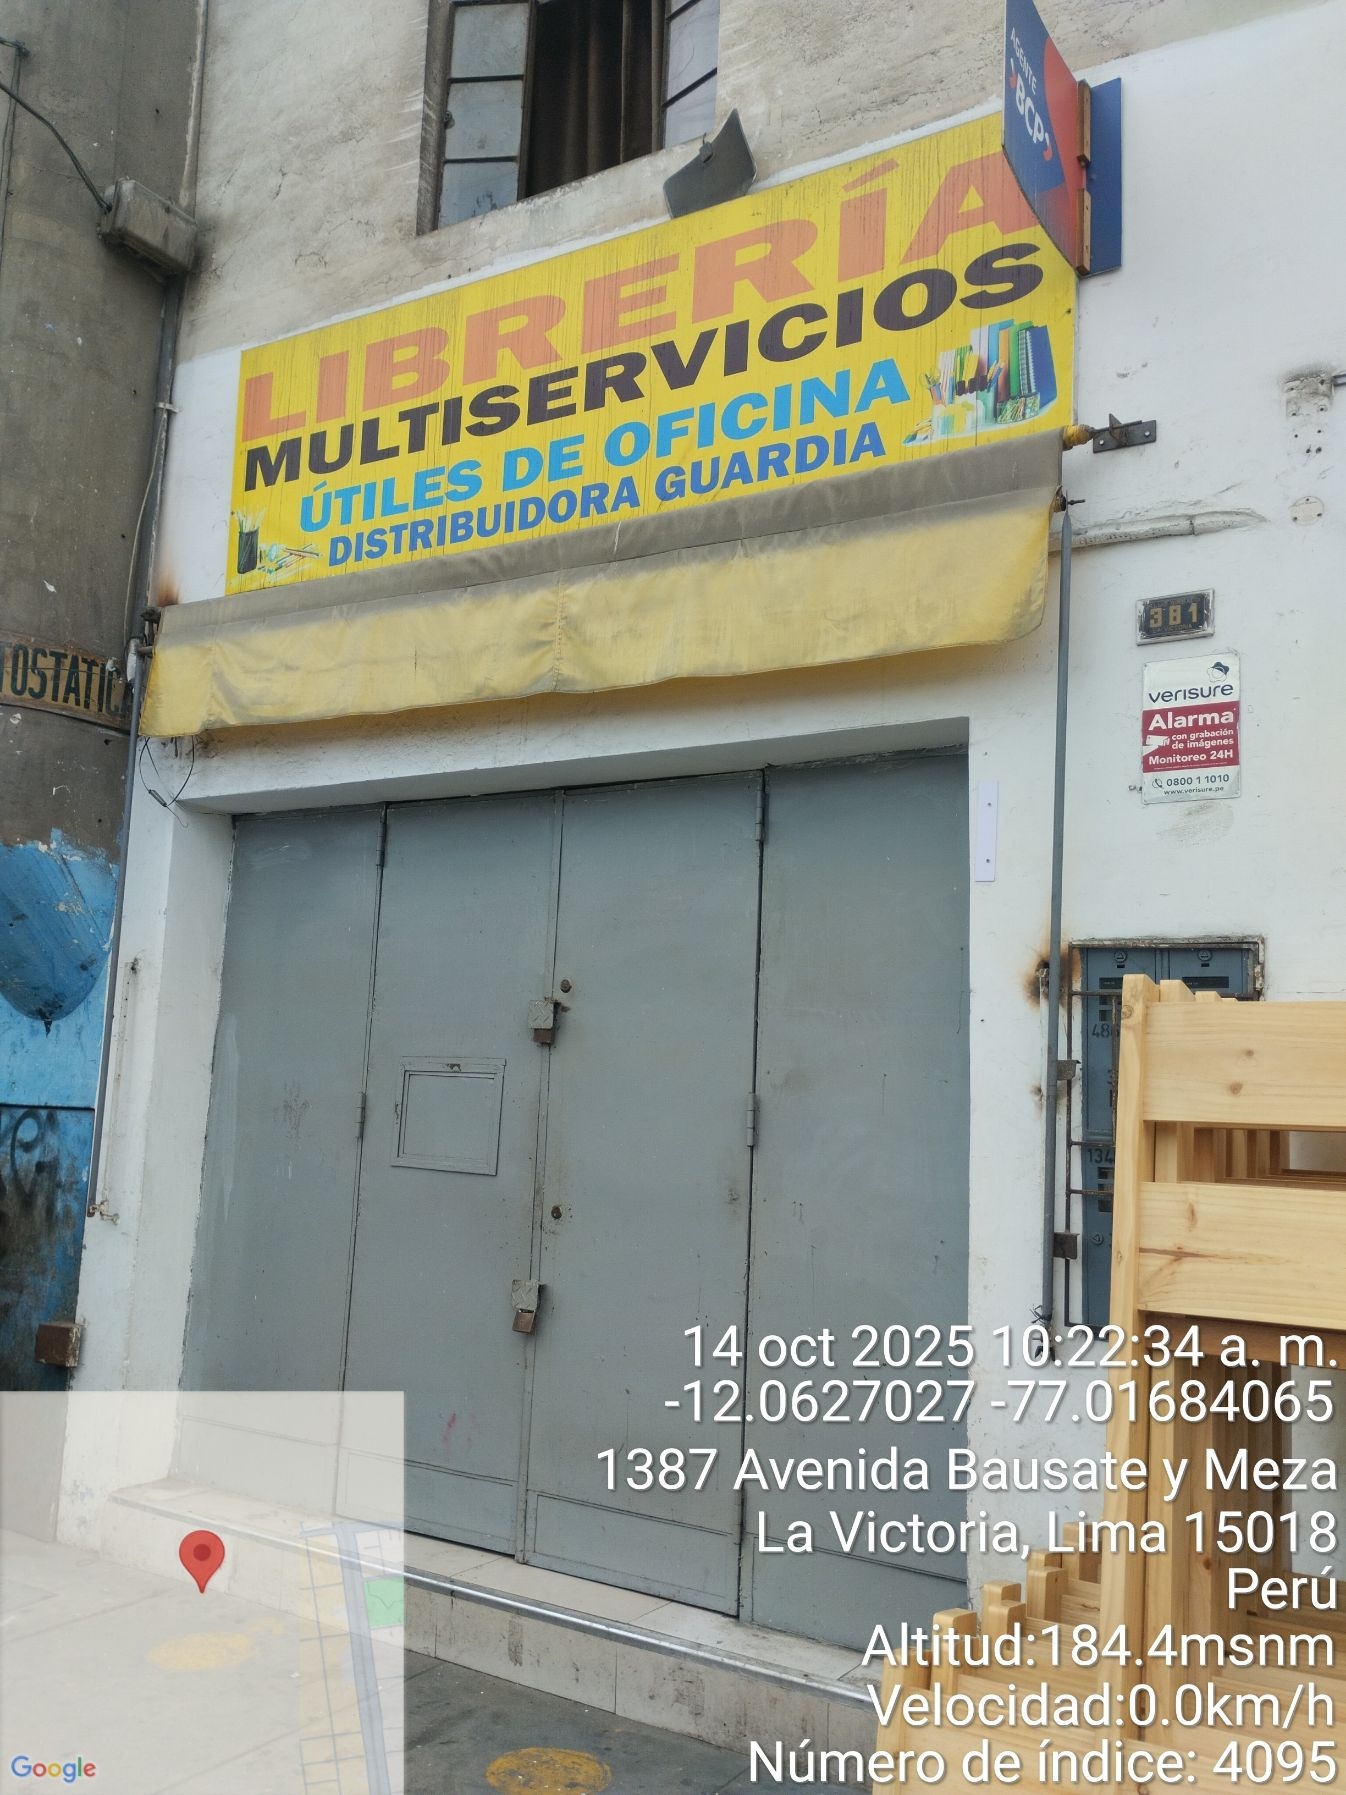 AGENTE
BCP
LIBRERÍA
MULTISERVICIOS
ÚTILES DE OFICINA
DISTRIBUIDORA GUARDIA
381
TOSTATIC
verisure
Alarma
con grabación
de imágenes
Monitoreo 24H
0800 1 1010
www.verisure.pe
486
134
14 oct 2025 10:22:34 a. m.
-12.0627027 -77.01684065
1387 Avenida Bausate y Meza
La Victoria, Lima 15018
Perú
Altitud:184.4msnm
Velocidad:0.0km/h
Número de índice: 4095
Google